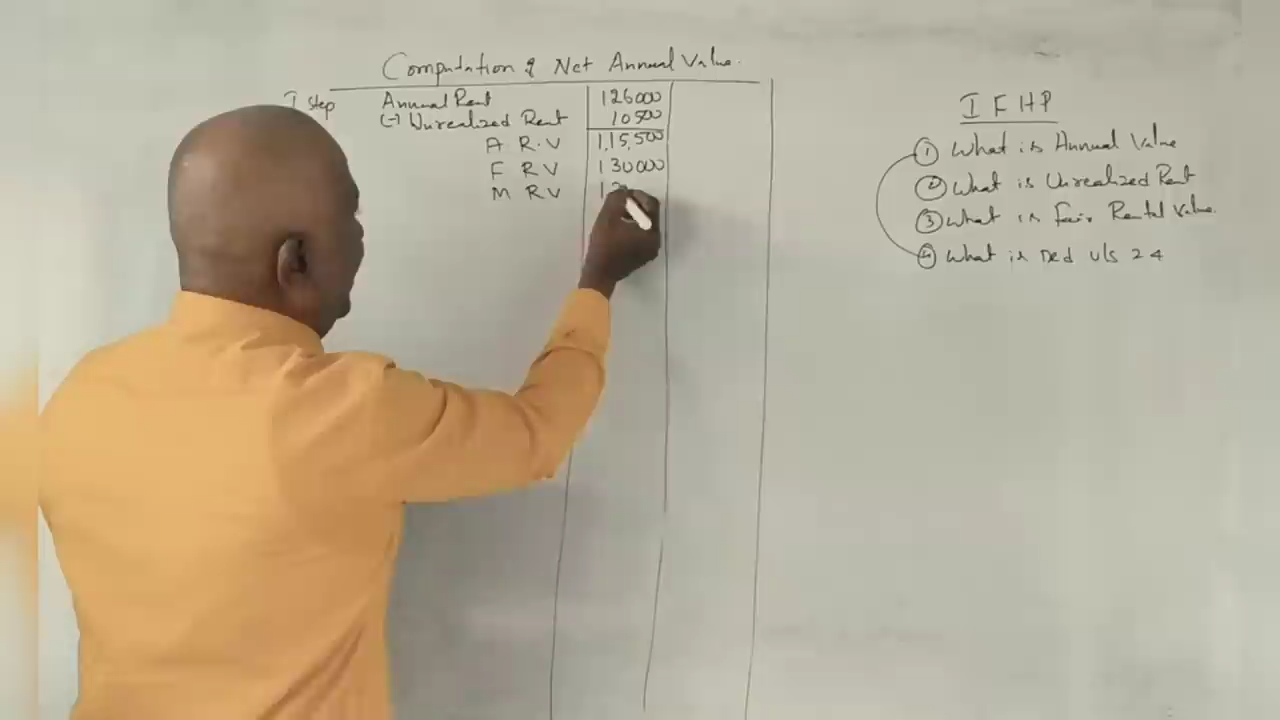 Computation of Net Annual Value.
I step Annual Rent 126000
(-) Unrealized Rent 10500
A R.V 1,15,500
F R V 130000
M R V
I F H P
① What is Annual Value
② What is Unrealized Rent
③ What is Fair Rental Value.
④ What is Ded u/s 24